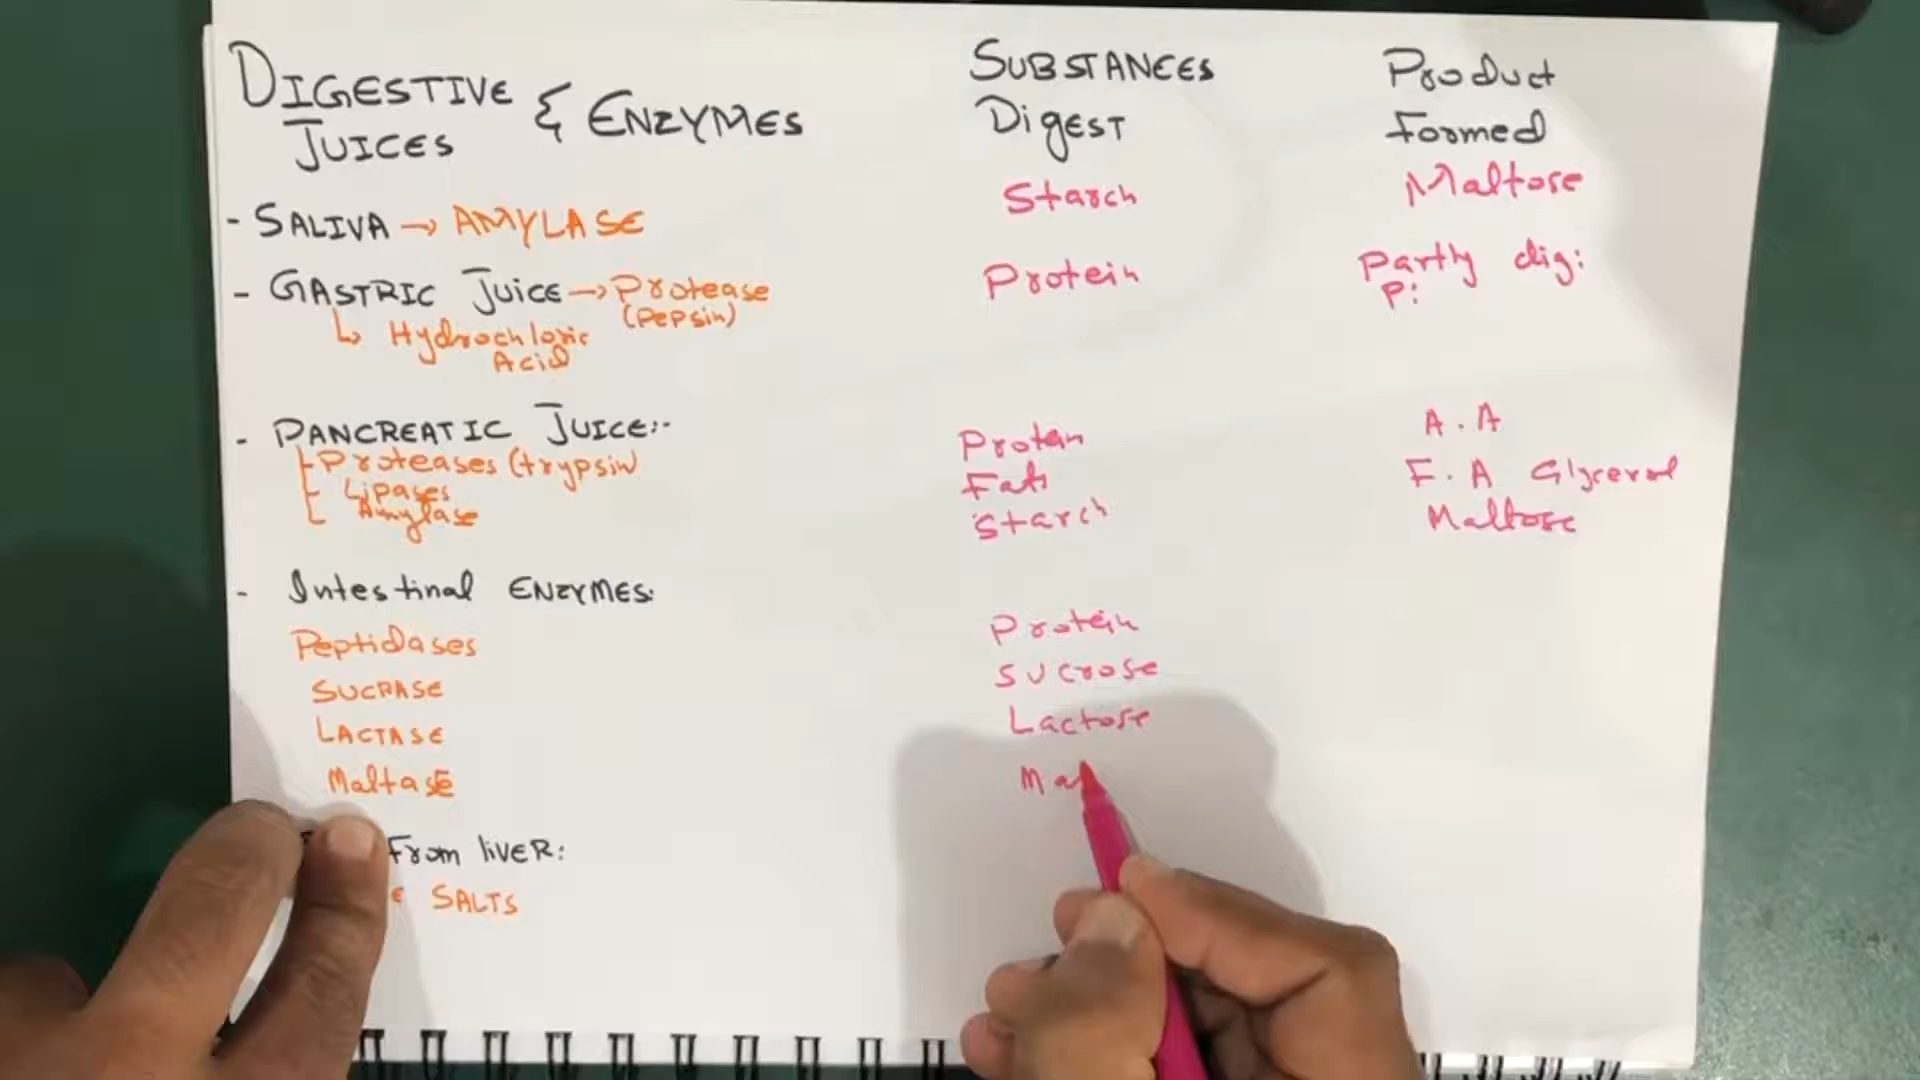 DIGESTIVE JUICES & ENZYMES
SUBSTANCES Digest
Product Formed
- SALIVA → AMYLASE
Starch
Maltose
- GASTRIC JUICE → Protease (Pepsin)
↳ Hydrochloric Acid
Protein
Partly dig: P:
- PANCREATIC JUICE:-
Proteases (trypsin)
Protein
A.A
Lipases
Fats
F.A Glycerol
Amylase
Starch
Maltose
- Intestinal ENZYMES:
Peptidases
Protein
SUCRASE
Sucrose
LACTASE
Lactose
Maltase
Ma
From liVER:
SALTS